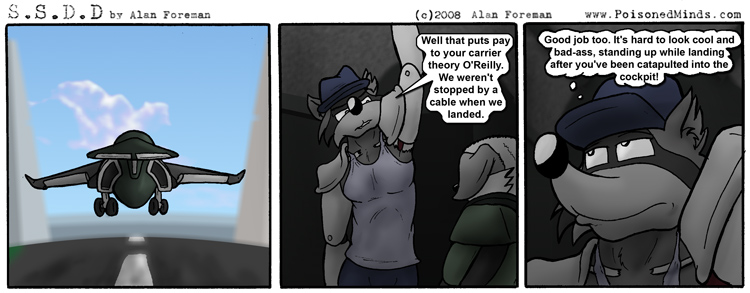 S.S.D.D by Alan Foreman
(c)2008 Alan Foreman
www.PoisonedMinds.com
Well that puts pay
to your carrier
theory O'Reilly.
We weren't
stopped by a
cable when we
landed.
Good job too. It's hard to look cool and
bad-ass, standing up while landing
after you've been catapulted into the
cockpit!